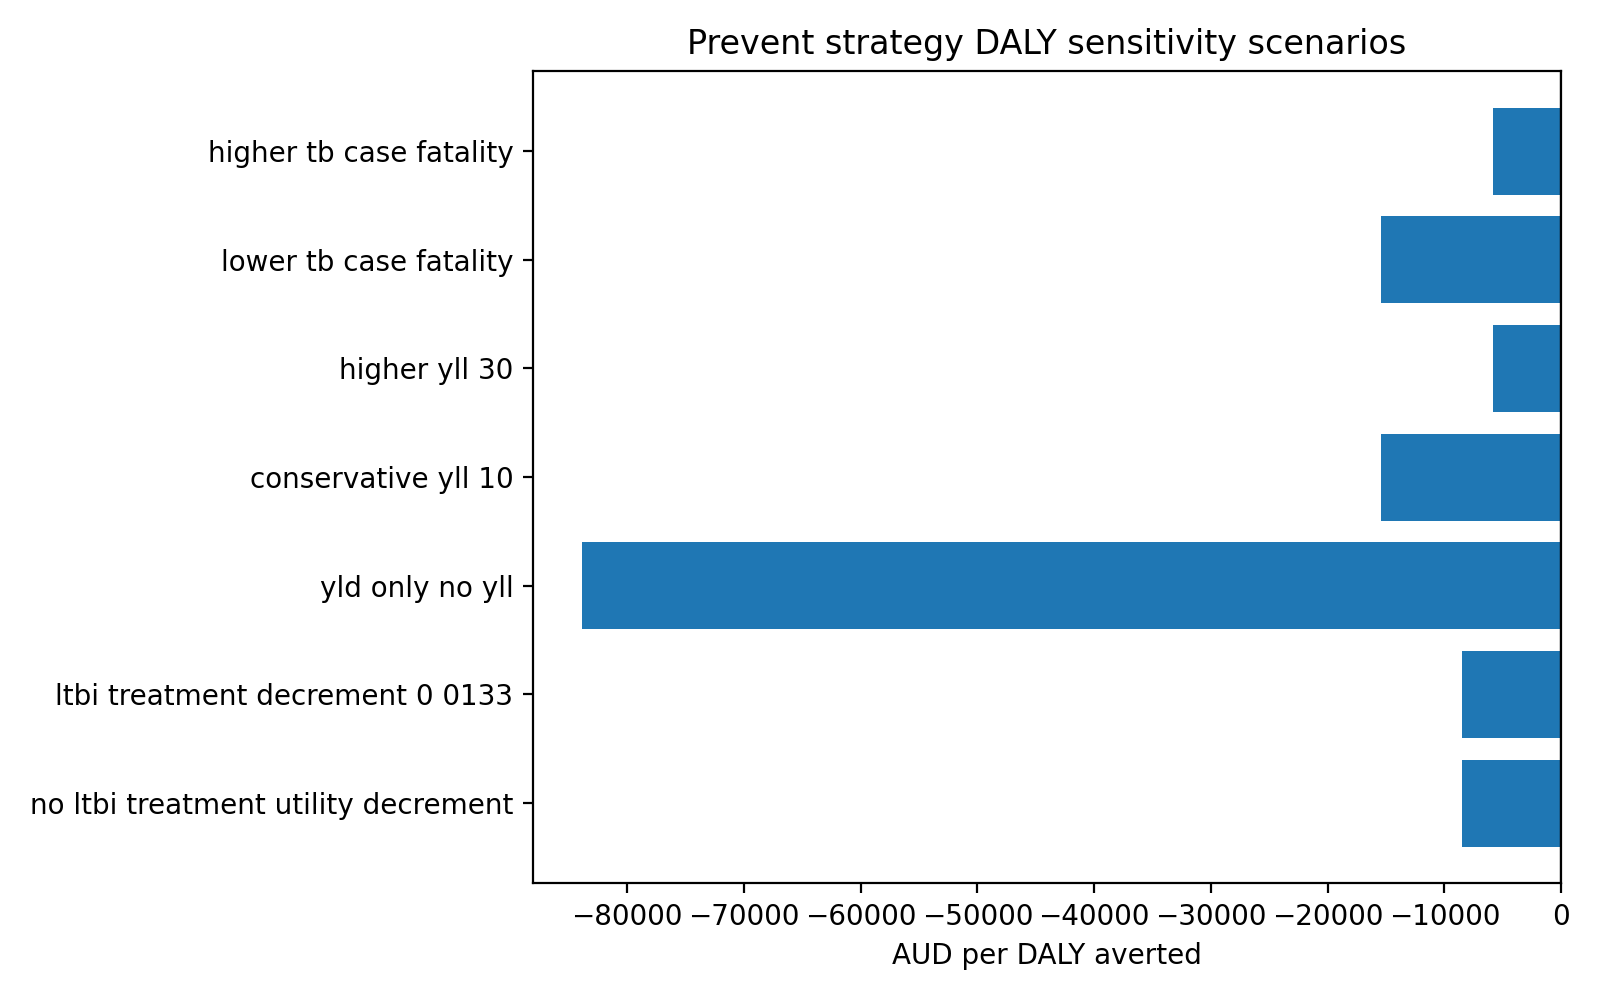 Prevent strategy DALY sensitivity scenarios
higher tb case fatality
lower tb case fatality
higher yll 30
conservative yll 10
yld only no yll
ltbi treatment decrement 0 0133
no ltbi treatment utility decrement
−80000 −70000 −60000 −50000 −40000 −30000 −20000 −10000 0
AUD per DALY averted